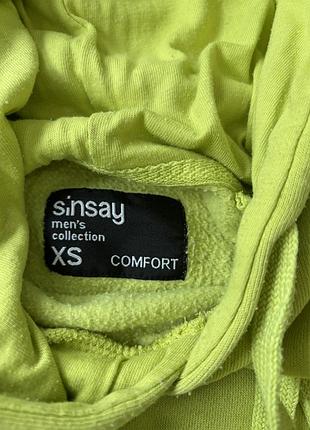 sinsay
men's
collection
XS COMFORT